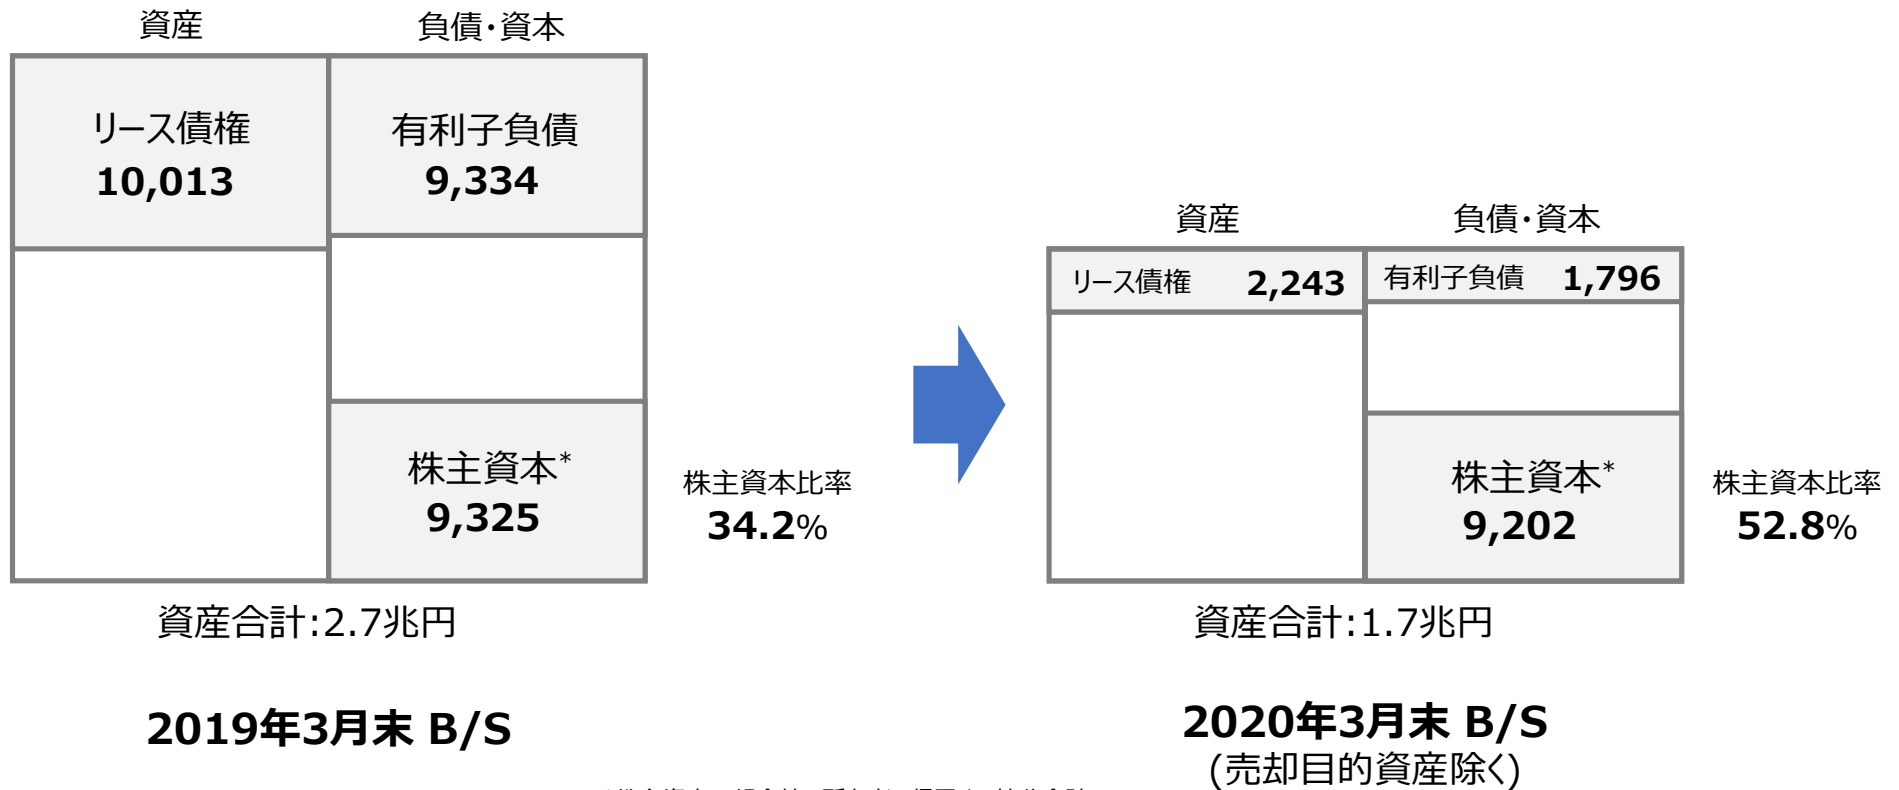 資産
負債・資本
リース債権
10,013
有利子負債
9,334
株主資本*
9,325
株主資本比率
34.2%
資産合計:2.7兆円
2019年3月末 B/S
資産
負債・資本
リース債権 2,243
有利子負債 1,796
株主資本*
9,202
株主資本比率
52.8%
資産合計:1.7兆円
2020年3月末 B/S
(売却目的資産除く)